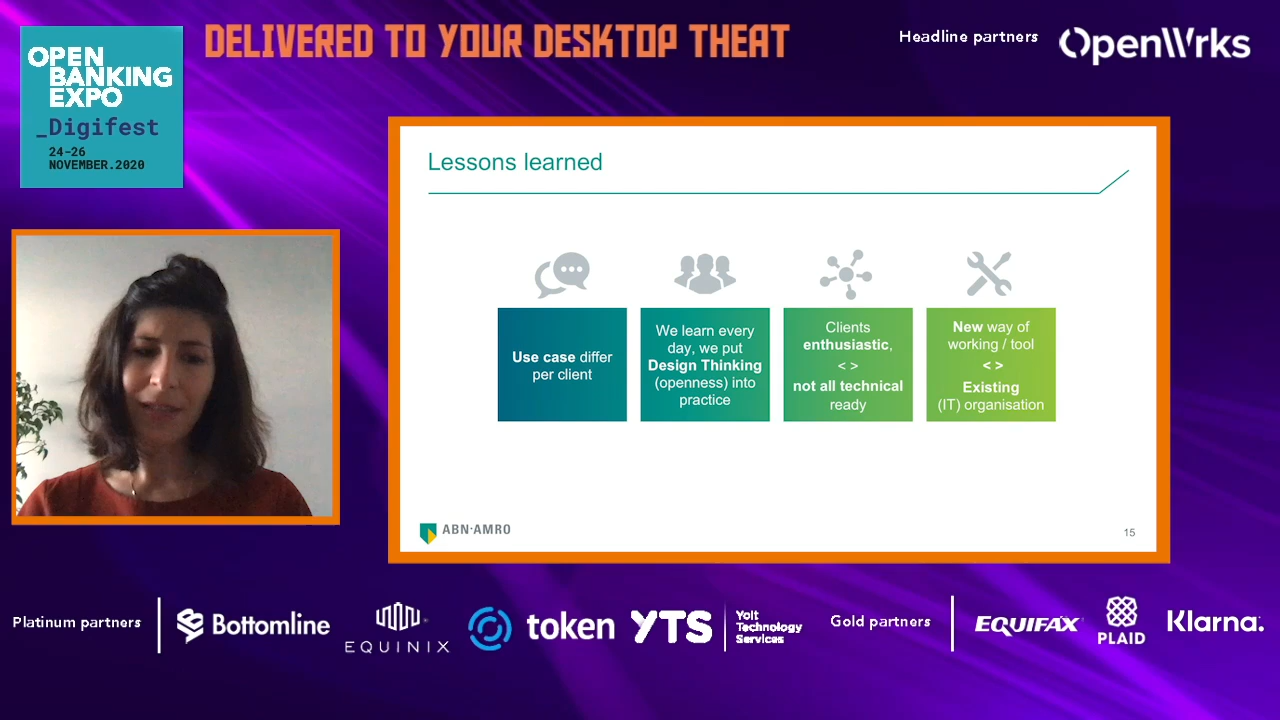 DELIVERED TO YOUR DESKTOP THEAT
Headline partners
OpenWrks
OPEN
BANKING
EXPO
_Digifest
24-26
NOVEMBER.2020
Lessons learned
Use case differ
per client
We learn every
day, we put
Design Thinking
(openness) into
practice
Clients
enthusiastic,
< >
not all technical
ready
New way of
working / tool
< >
Existing
(IT) organisation
ABN·AMRO
15
Platinum partners
Bottomline
EQUINIX
token
YTS
Yolt
Technology
Services
Gold partners
EQUIFAX
PLAID
Klarna.